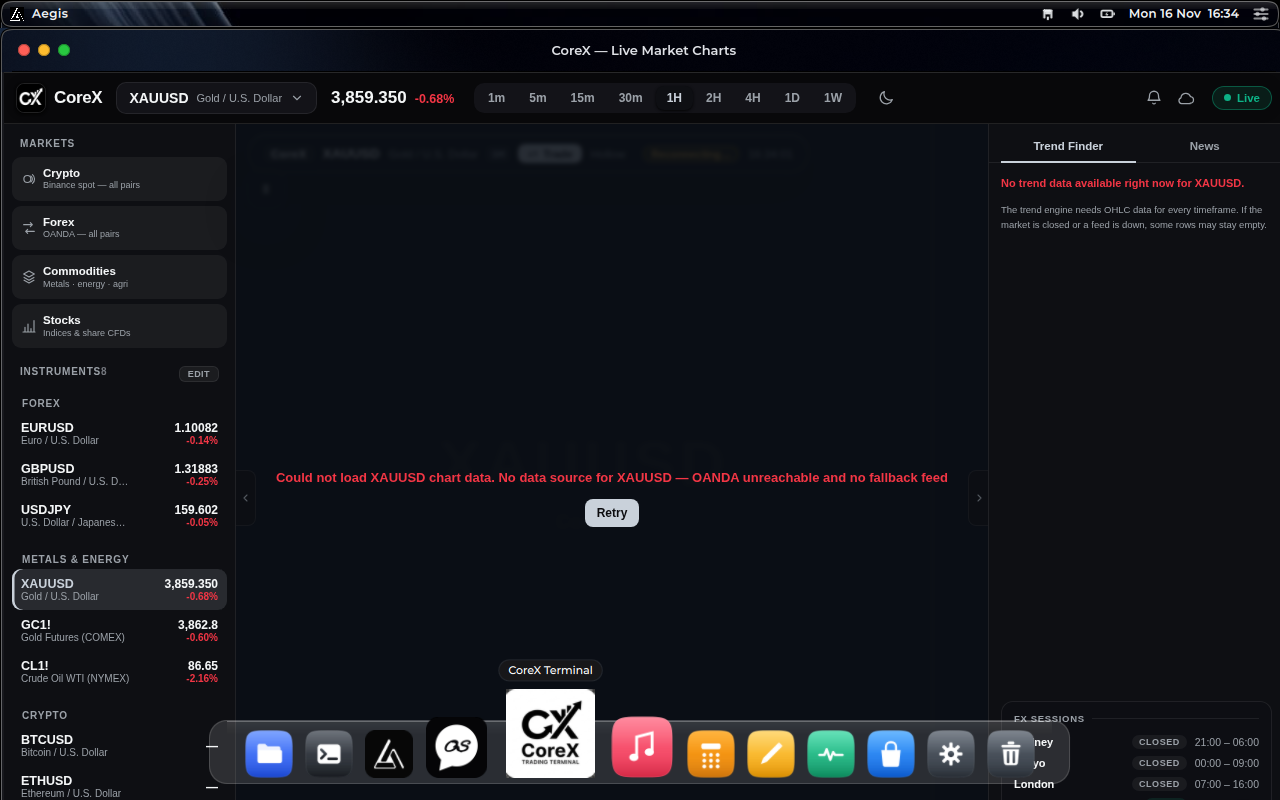 Aegis
Mon 16 Nov 16:34
CoreX — Live Market Charts
CX CoreX
XAUUSD Gold / U.S. Dollar
3,859.350 -0.68%
1m 5m 15m 30m 1H 2H 4H 1D 1W
Live
MARKETS
Crypto
Binance spot — all pairs
Forex
OANDA — all pairs
Commodities
Metals · energy · agri
Stocks
Indices & share CFDs
INSTRUMENTS8
EDIT
FOREX
EURUSD 1.10082
Euro / U.S. Dollar -0.14%
GBPUSD 1.31883
British Pound / U.S. D… -0.25%
USDJPY 159.602
U.S. Dollar / Japanes… -0.05%
METALS & ENERGY
XAUUSD 3,859.350
Gold / U.S. Dollar -0.68%
GC1! 3,862.8
Gold Futures (COMEX) -0.60%
CL1! 86.65
Crude Oil WTI (NYMEX) -2.16%
CRYPTO
BTCUSD —
Bitcoin / U.S. Dollar
ETHUSD —
Ethereum / U.S. Dollar
Could not load XAUUSD chart data. No data source for XAUUSD — OANDA unreachable and no fallback feed
Retry
Trend Finder News
No trend data available right now for XAUUSD.
The trend engine needs OHLC data for every timeframe. If the
market is closed or a feed is down, some rows may stay empty.
FX SESSIONS
ney CLOSED 21:00 – 06:00
yo CLOSED 00:00 – 09:00
London CLOSED 07:00 – 16:00
CoreX Terminal
CX
CoreX
TRADING TERMINAL